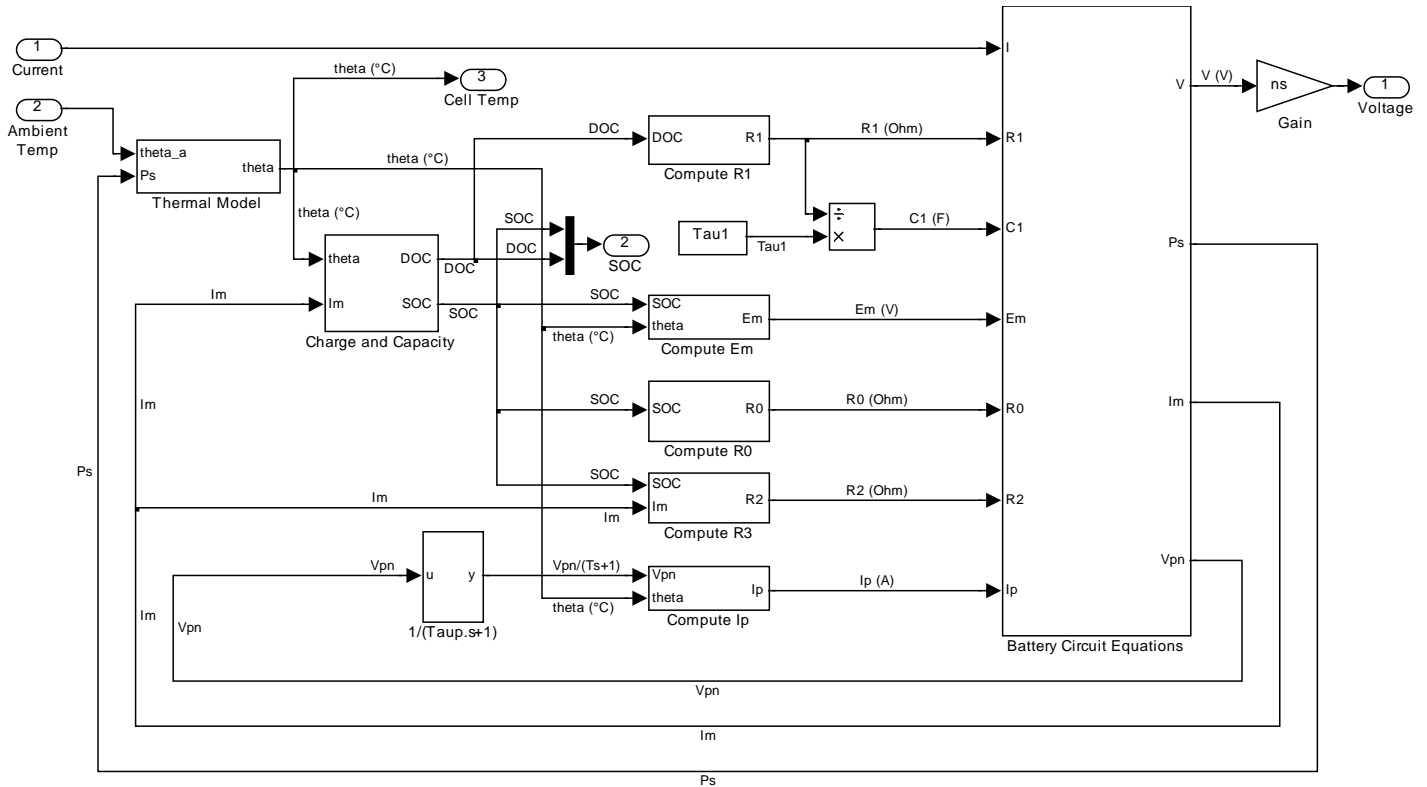 1
Current
2
Ambient
Temp
theta (°C)
3
Cell Temp
theta_a
Ps
theta
Thermal Model
theta (°C)
theta (°C)
theta
Im
DOC
SOC
Charge and Capacity
DOC
SOC
SOC
DOC
2
SOC
DOC
DOC
R1
Compute R1
R1 (Ohm)
Tau1
Tau1
÷
×
C1 (F)
SOC
SOC
theta
Em
Compute Em
theta (°C)
Em (V)
SOC
SOC
R0
Compute R0
R0 (Ohm)
SOC
SOC
Im
R2
Compute R3
Im
Im
R2 (Ohm)
Im
Im
Im
Ps
Vpn
Vpn
u
y
1/(Taup.s+1)
Vpn/(Ts+1)
theta (°C)
Vpn
theta
Ip
Compute Ip
Ip (A)
I
R1
C1
Em
R0
R2
Ip
V
Ps
Im
Vpn
Battery Circuit Equations
V (V)
ns
Gain
1
Voltage
Vpn
Im
Ps